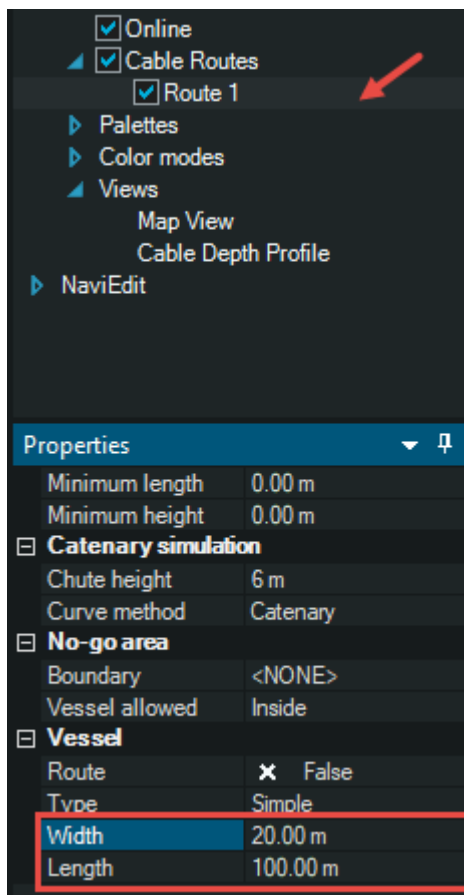 Online
Cable Routes
Route 1
Palettes
Color modes
Views
Map View
Cable Depth Profile
NaviEdit
Properties
Minimum length 0.00 m
Minimum height 0.00 m
Catenary simulation
Chute height 6 m
Curve method Catenary
No-go area
Boundary <NONE>
Vessel allowed Inside
Vessel
Route False
Type Simple
Width 20.00 m
Length 100.00 m